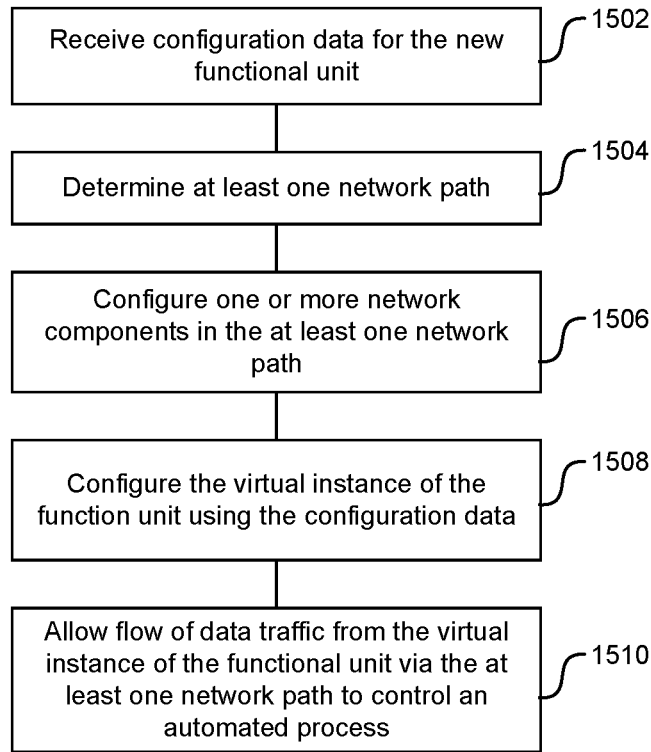 Receive configuration data for the new
functional unit
1502
Determine at least one network path
1504
Configure one or more network
components in the at least one network
path
1506
Configure the virtual instance of the
function unit using the configuration data
1508
Allow flow of data traffic from the virtual
instance of the functional unit via the at
least one network path to control an
automated process
1510